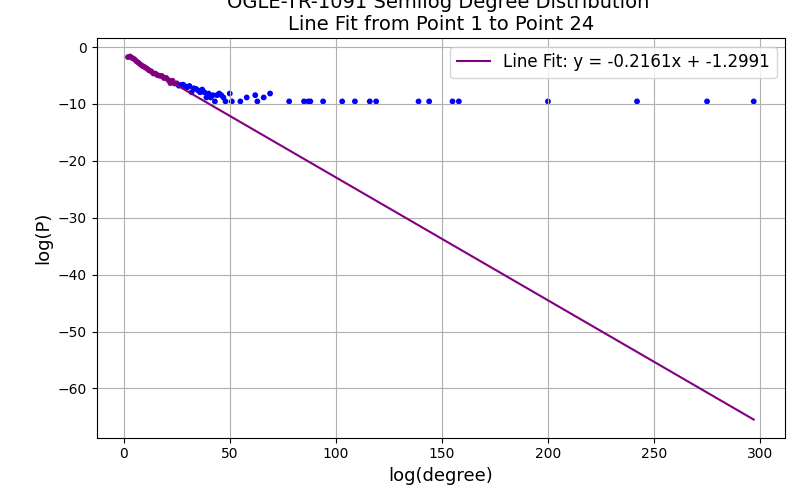 OGLE-TR-1091 Semilog Degree Distribution
Line Fit from Point 1 to Point 24
Line Fit: y = -0.2161x + -1.2991
0
−10
−20
−30
−40
−50
−60
log(P)
0 50 100 150 200 250 300
log(degree)